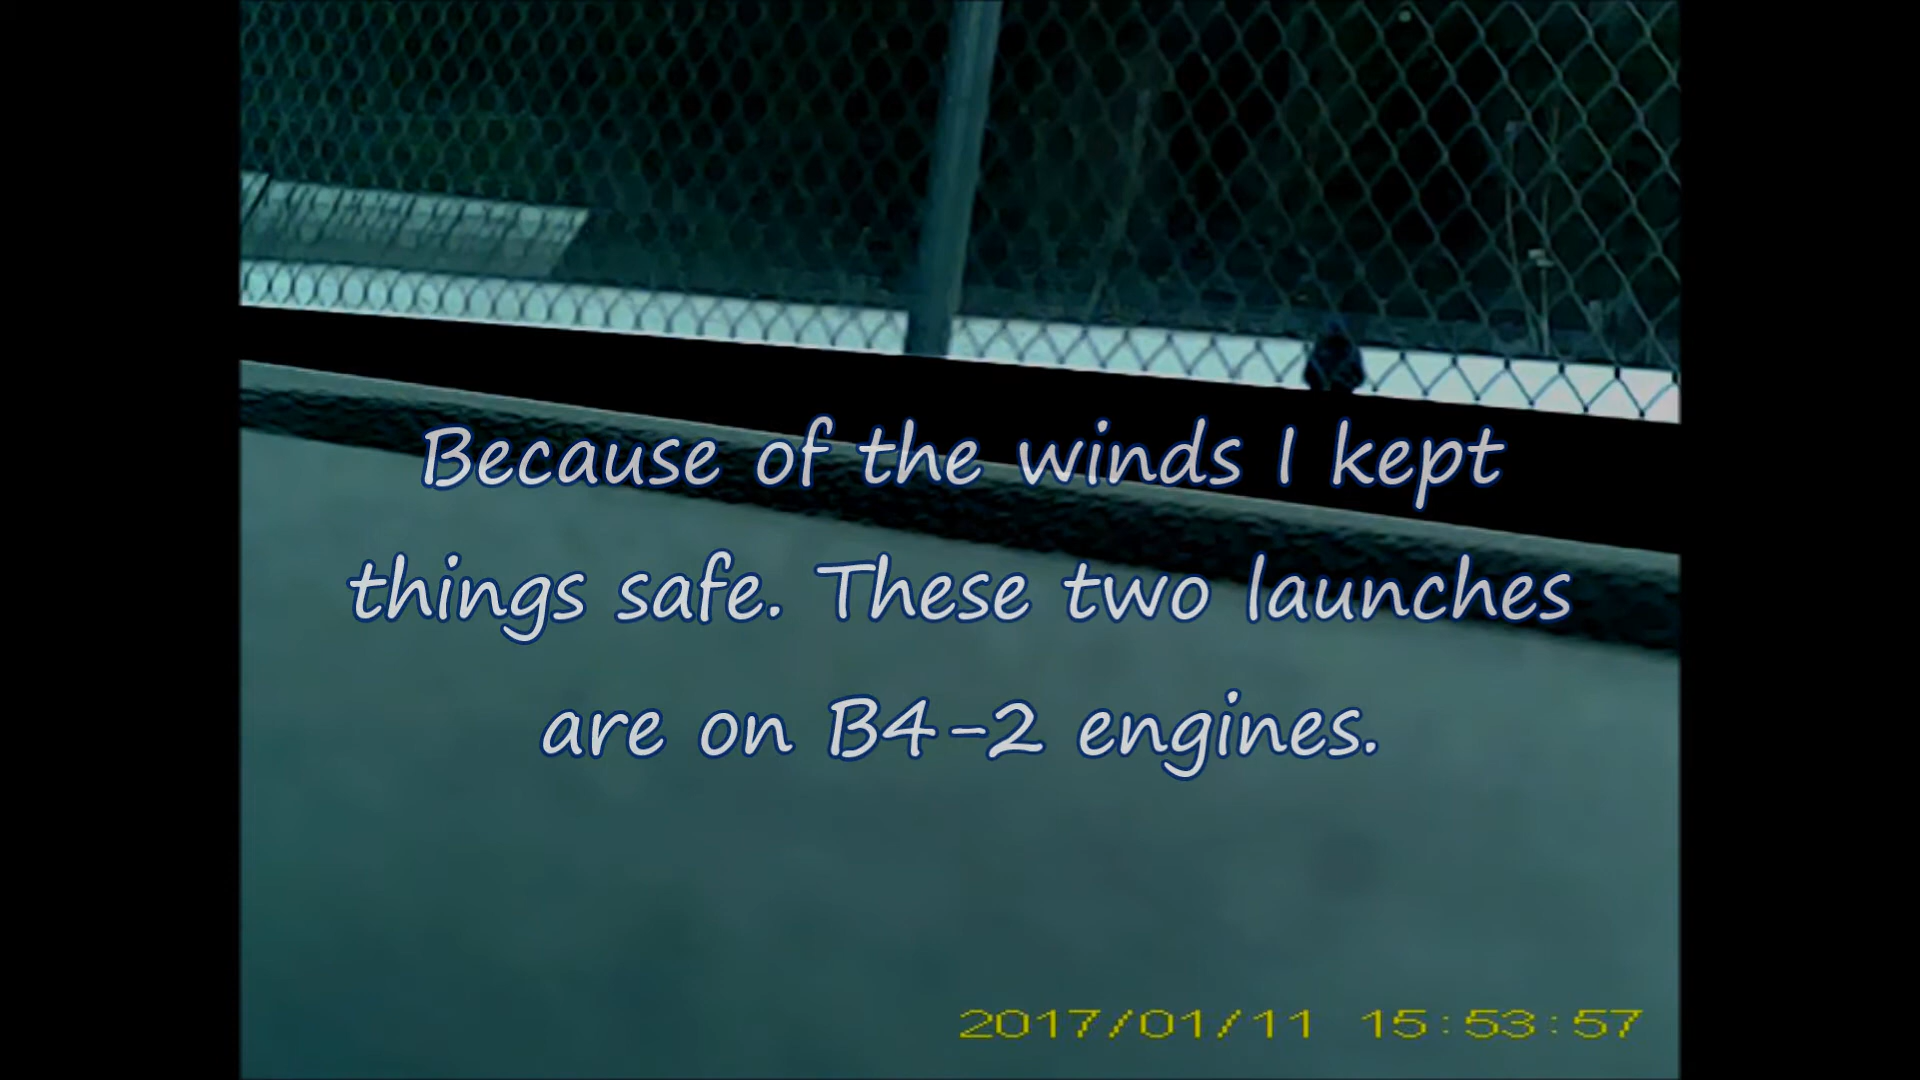 Because of the winds I kept
things safe. These two launches
are on B4-2 engines.
2017/01/11 15:53:57